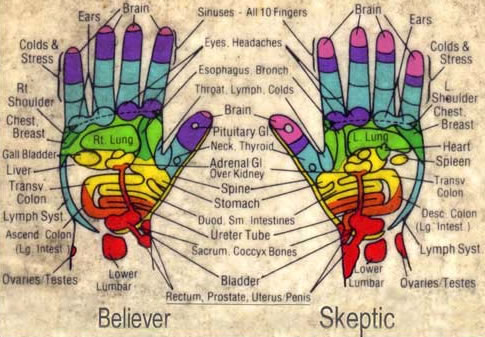 Brain
Brain
Ears
Sinuses - All 10 Fingers
Ears
Colds &
Stress
Eyes, Headaches
Colds &
Stress
Esophagus, Bronch
Rt
Shoulder
Throat, Lymph, Colds
L
Shoulder
Chest,
Breast
Brain
Chest,
Breast
Rt. Lung
Pituitary Gl.
L. Lung
Neck, Thyroid
Heart
Gall Bladder
Adrenal Gl
Over Kidney
Spleen
Liver
Spine
Transv.
Colon
Stomach
Transv.
Colon
Lymph Syst
Duod. Sm. Intestines
Desc. Colon
(Lg. Intest.)
Ureter Tube
Ascend. Colon
(Lg. Intest.)
Sacrum, Coccyx Bones
Lymph Syst
Ovaries/Testes
Lower
Lumbar
Bladder
Lower
Lumbar
Ovaries/Testes
Rectum, Prostate, Uterus/Penis
Believer
Skeptic